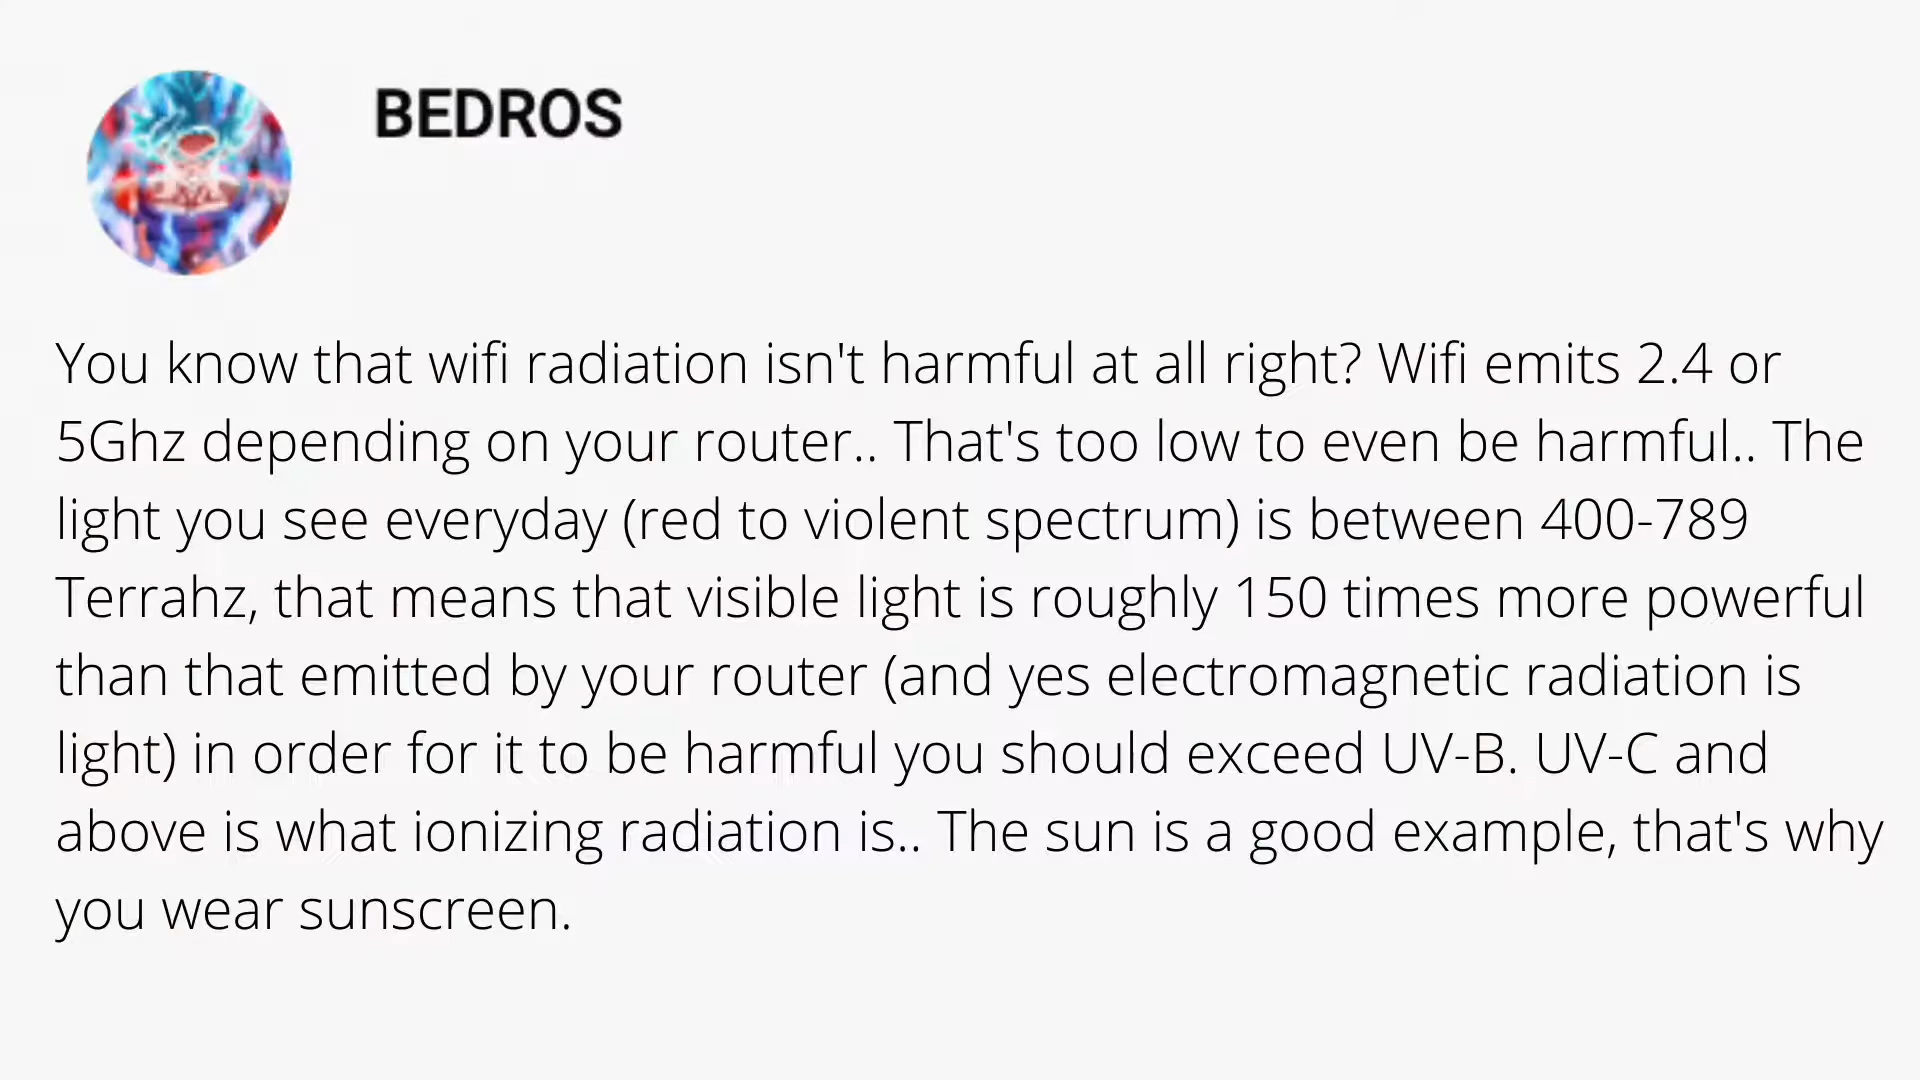 BEDROS
You know that wifi radiation isn't harmful at all right? Wifi emits 2.4 or
5Ghz depending on your router.. That's too low to even be harmful.. The
light you see everyday (red to violent spectrum) is between 400-789
Terrahz, that means that visible light is roughly 150 times more powerful
than that emitted by your router (and yes electromagnetic radiation is
light) in order for it to be harmful you should exceed UV-B. UV-C and
above is what ionizing radiation is.. The sun is a good example, that's why
you wear sunscreen.